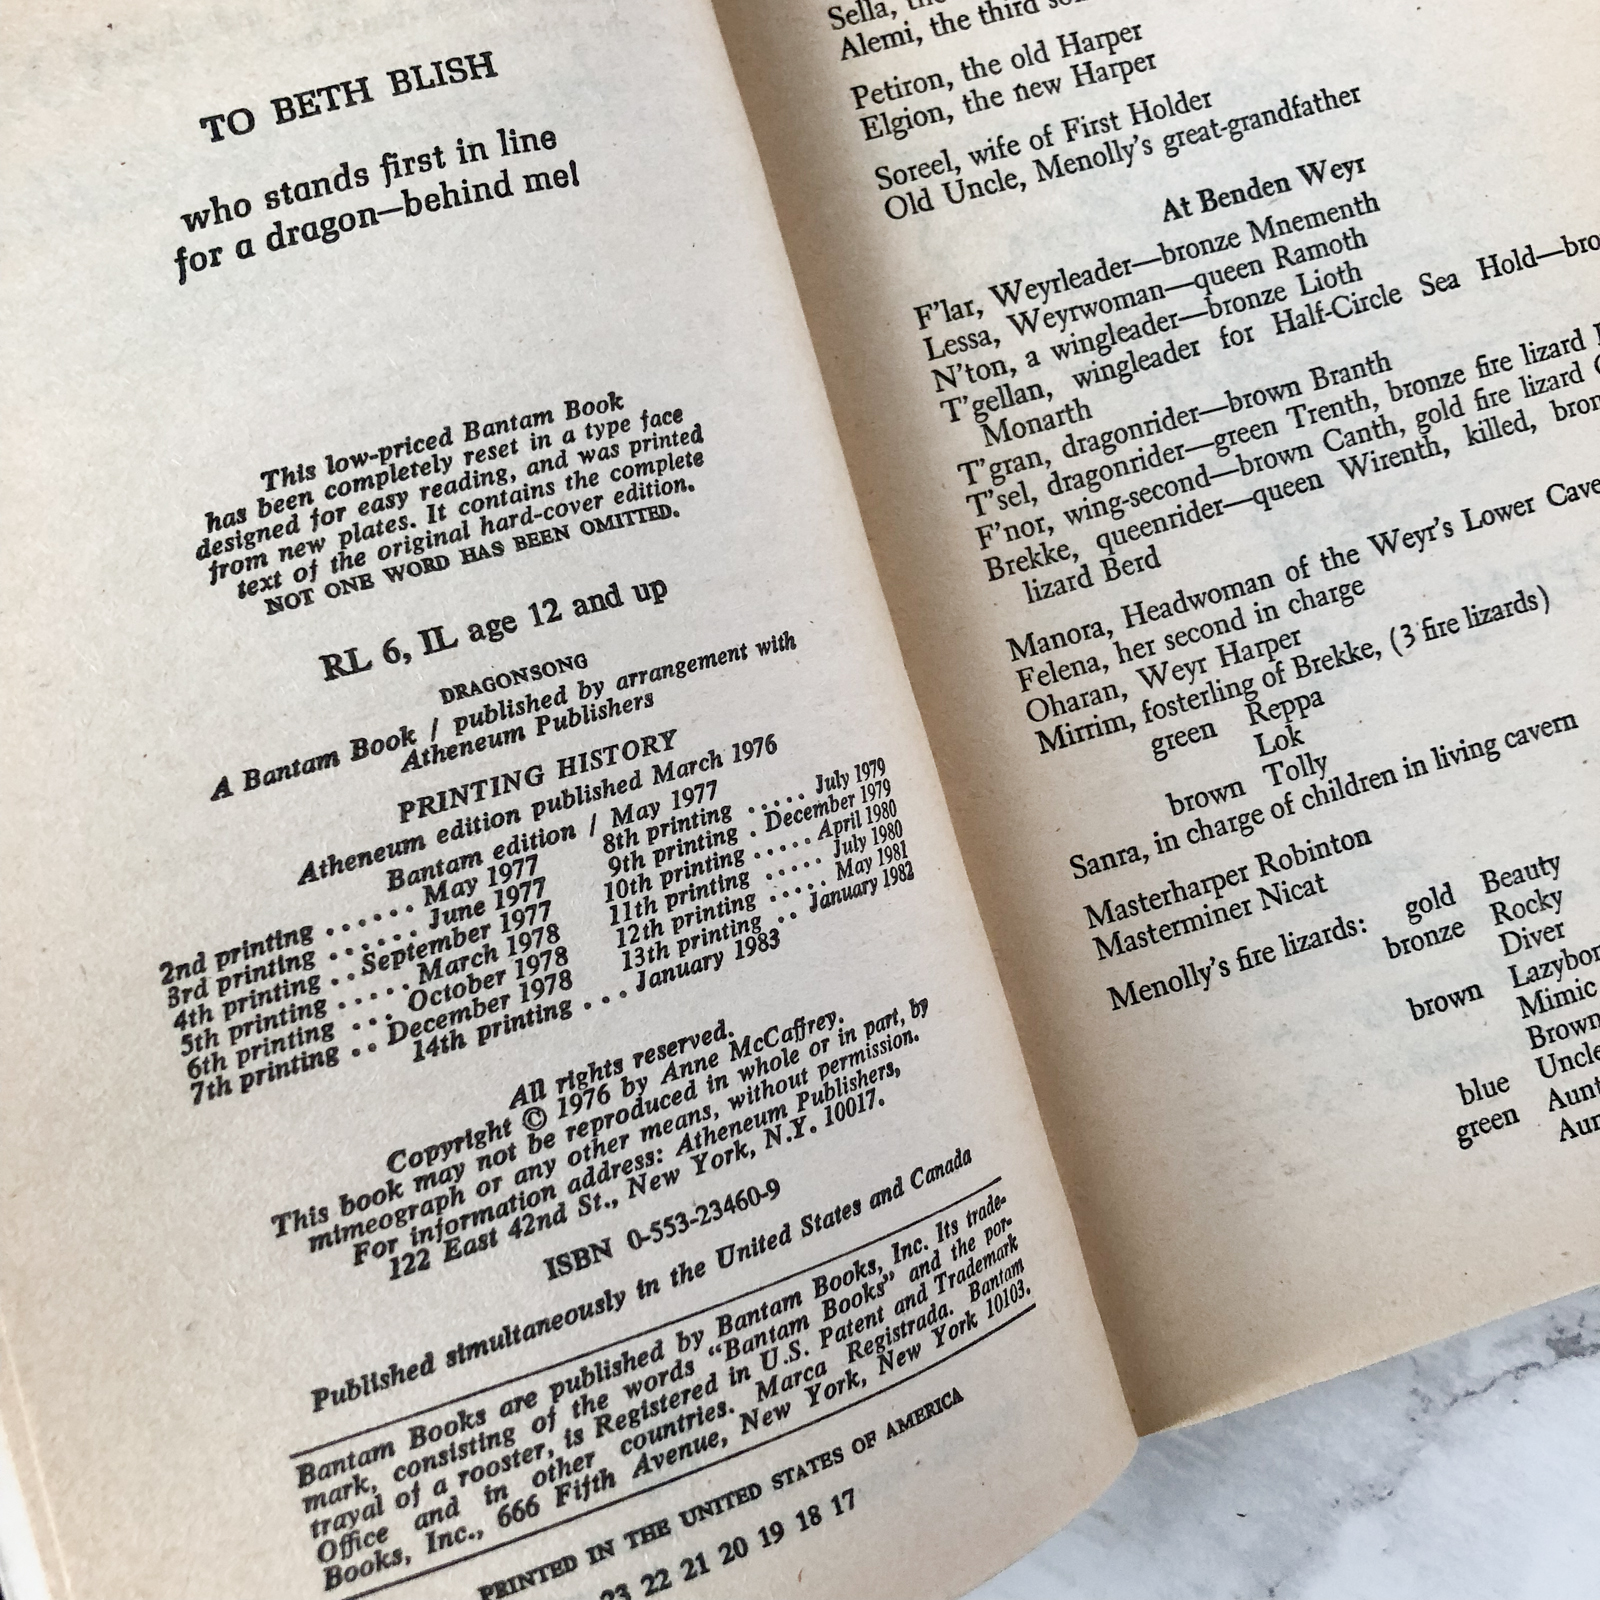 TO BETH BLISH
who stands first in line
for a dragon—behind me!
This low-priced Bantam Book
has been completely reset in a type face
designed for easy reading, and was printed
from new plates. It contains the complete
text of the original hard-cover edition.
NOT ONE WORD HAS BEEN OMITTED.
RL 6, IL age 12 and up
DRAGONSONG
A Bantam Book / published by arrangement with
Atheneum Publishers
PRINTING HISTORY
Atheneum edition published March 1976
Bantam edition / May 1977
2nd printing ...... May 1977
3rd printing ...... June 1977
4th printing .. September 1977
5th printing ..... March 1978
6th printing ... October 1978
7th printing .. December 1978
8th printing ..... July 1979
9th printing . December 1979
10th printing ..... April 1980
11th printing ..... July 1980
12th printing ..... May 1981
13th printing .. January 1982
14th printing ... January 1983
All rights reserved.
Copyright © 1976 by Anne McCaffrey.
This book may not be reproduced in whole or in part, by
mimeograph or any other means, without permission.
For information address: Atheneum Publishers,
122 East 42nd St., New York, N.Y. 10017.
ISBN 0-553-23460-9
Published simultaneously in the United States and Canada
Bantam Books are published by Bantam Books, Inc. Its trade-
mark, consisting of the words "Bantam Books" and the por-
trayal of a rooster, is Registered in U.S. Patent and Trademark
Office and in other countries. Marca Registrada. Bantam
Books, Inc., 666 Fifth Avenue, New York, New York 10103.
PRINTED IN THE UNITED STATES OF AMERICA
23 22 21 20 19 18 17
Sella, the
Alemi, the third
Petiron, the old Harper
Elgion, the new Harper
Soreel, wife of First Holder
Old Uncle, Menolly's great-grandfather
At Benden Weyr
F'lar, Weyrleader—bronze Mnementh
Lessa, Weyrwoman—queen Ramoth
N'ton, a wingleader—bronze Lioth
T'gellan, wingleader for Half-Circle Sea Hold—bro
Monarth
T'gran, dragonrider—brown Branth
T'sel, dragonrider—green Trenth, bronze fire lizard
F'nor, wing-second—brown Canth, gold fire lizard
Brekke, queenrider—queen Wirenth, killed, bron
lizard Berd
Manora, Headwoman of the Weyr's Lower Cave
Felena, her second in charge
Oharan, Weyr Harper
Mirrim, fosterling of Brekke, (3 fire lizards)
green Reppa
Lok
brown Tolly
Sanra, in charge of children in living cavern
Masterharper Robinton
Masterminer Nicat
Menolly's fire lizards: gold Beauty
bronze Rocky
Diver
brown Lazybo
Mimic
Brown
Uncle
blue
green Aunt
Aun